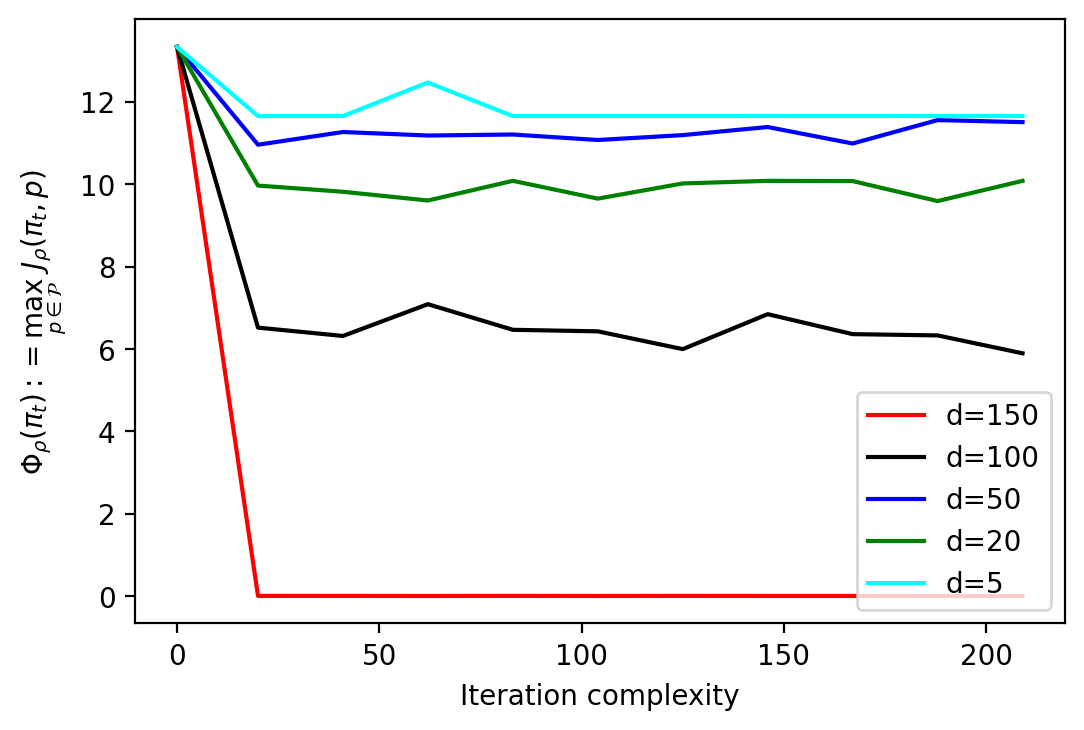 12
10
8
6
4
2
0
Φρ(πt) := max p∈𝒫 Jρ(πt, p)
0 50 100 150 200
Iteration complexity
d=150
d=100
d=50
d=20
d=5